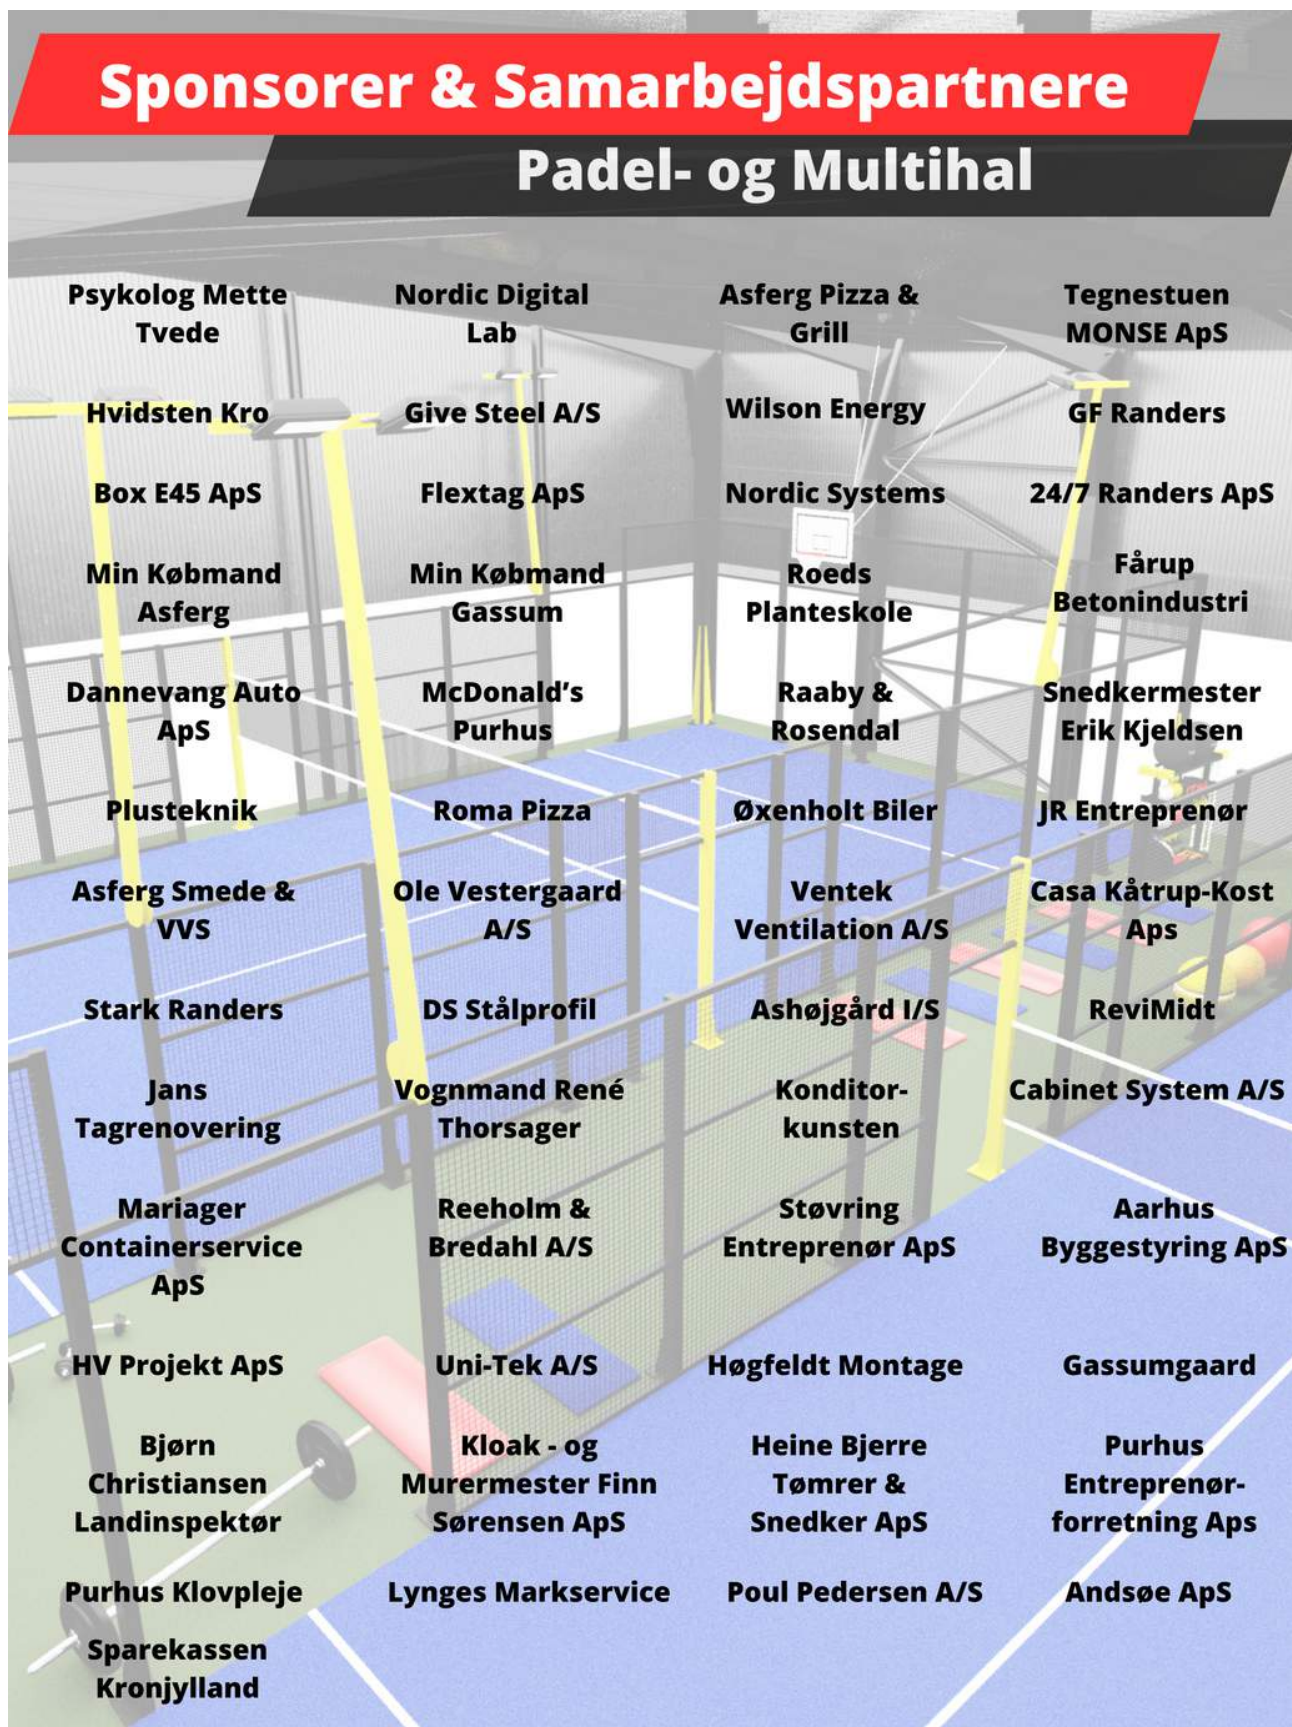 Sponsorer & Samarbejdspartnere
Padel- og Multihal
Psykolog Mette
Tvede
Nordic Digital
Lab
Asferg Pizza &
Grill
Tegnestuen
MONSE ApS
Hvidsten Kro
Give Steel A/S
Wilson Energy
GF Randers
Box E45 ApS
Flextag ApS
Nordic Systems
24/7 Randers ApS
Min Købmand
Asferg
Min Købmand
Gassum
Roeds
Planteskole
Fårup
Betonindustri
Dannevang Auto
ApS
McDonald’s
Purhus
Raaby &
Rosendal
Snedkermester
Erik Kjeldsen
Plusteknik
Roma Pizza
Øxenholt Biler
JR Entreprenør
Asferg Smede &
VVS
Ole Vestergaard
A/S
Ventek
Ventilation A/S
Casa Kåtrup-Kost
Aps
Stark Randers
DS Stålprofil
Ashøjgård I/S
ReviMidt
Jans
Tagrenovering
Vognmand René
Thorsager
Konditor-
kunsten
Cabinet System A/S
Mariager
Containerservice
ApS
Reeholm &
Bredahl A/S
Støvring
Entreprenør ApS
Aarhus
Byggestyring ApS
HV Projekt ApS
Uni-Tek A/S
Høgfeldt Montage
Gassumgaard
Bjørn
Christiansen
Landinspektør
Kloak - og
Murermester Finn
Sørensen ApS
Heine Bjerre
Tømrer &
Snedker ApS
Purhus
Entreprenør-
forretning Aps
Purhus Klovpleje
Lynges Markservice
Poul Pedersen A/S
Andsøe ApS
Sparekassen
Kronjylland